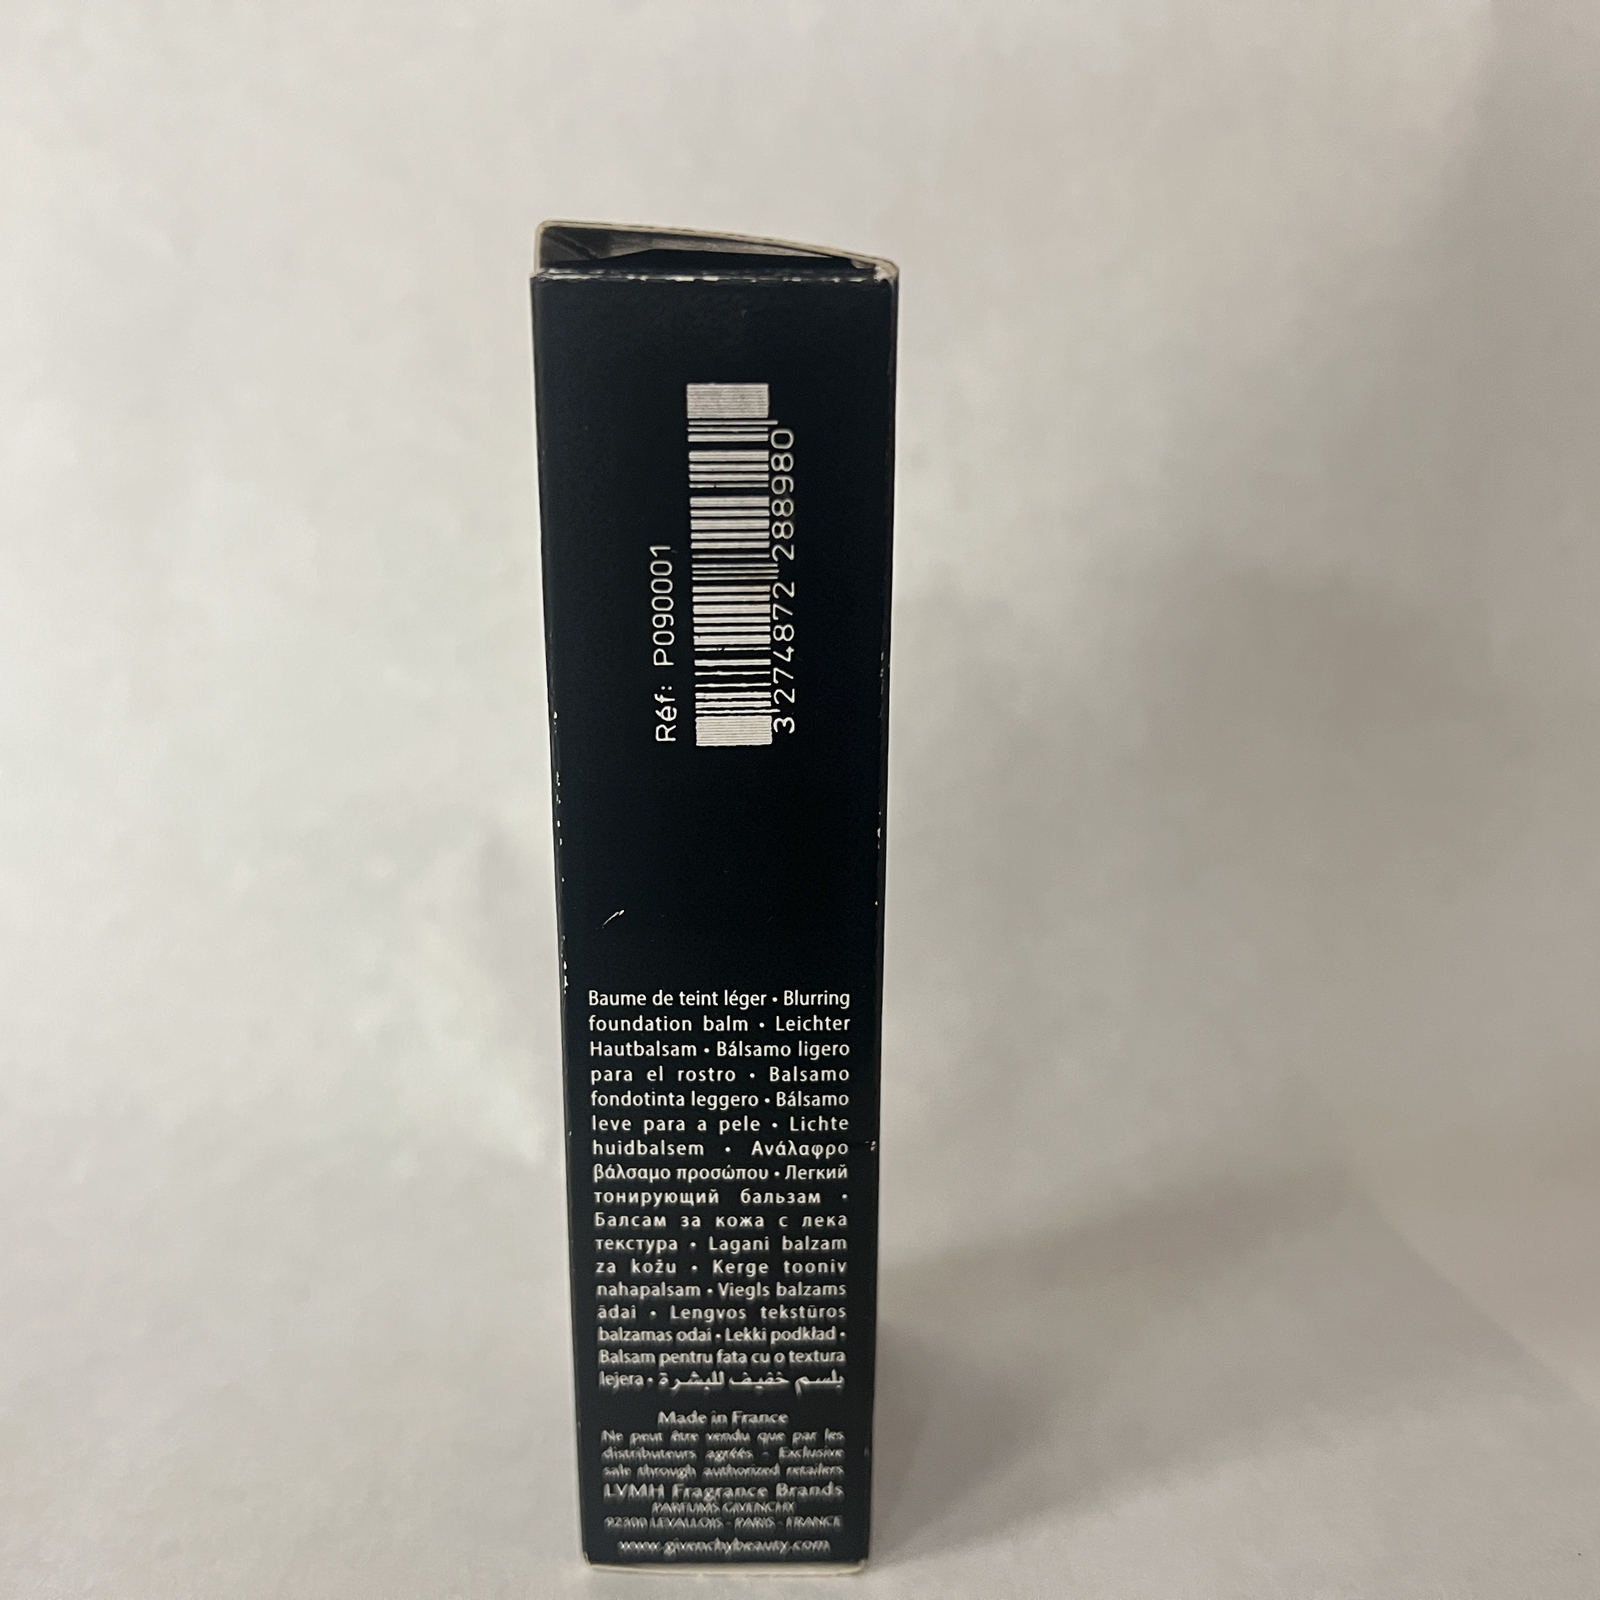 Réf: P090001
3 274872 288980
Baume de teint léger • Blurring
foundation balm • Leichter
Hautbalsam • Bálsamo ligero
para el rostro • Balsamo
fondotinta leggero • Bálsamo
leve para a pele • Lichte
huidbalsem • Ανάλαφρο
βάλσαμο προσώπου • Легкий
тонирующий бальзам •
Балсам за кожа с лека
текстура • Lagani balzam
za kožu • Kerge tooniv
nahapalsam • Viegls balzams
ādai • Lengvos tekstūros
balzamas odai • Lekki podkład •
Balsam pentru fata cu o textura
lejera • بلسم خفيف للبشرة
Made in France
Ne peut être vendu que par les
distributeurs agréés - Exclusive
sale through authorized retailers
LVMH Fragrance Brands
PARFUMS GIVENCHY
92300 LEVALLOIS - PARIS - FRANCE
www.givenchybeauty.com